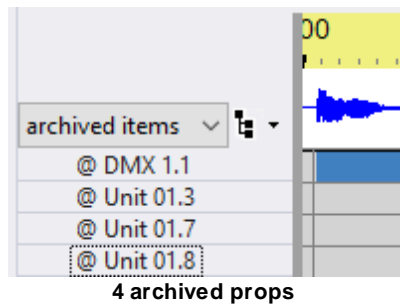 00
archived items
@ DMX 1.1
@ Unit 01.3
@ Unit 01.7
@ Unit 01.8
4 archived props